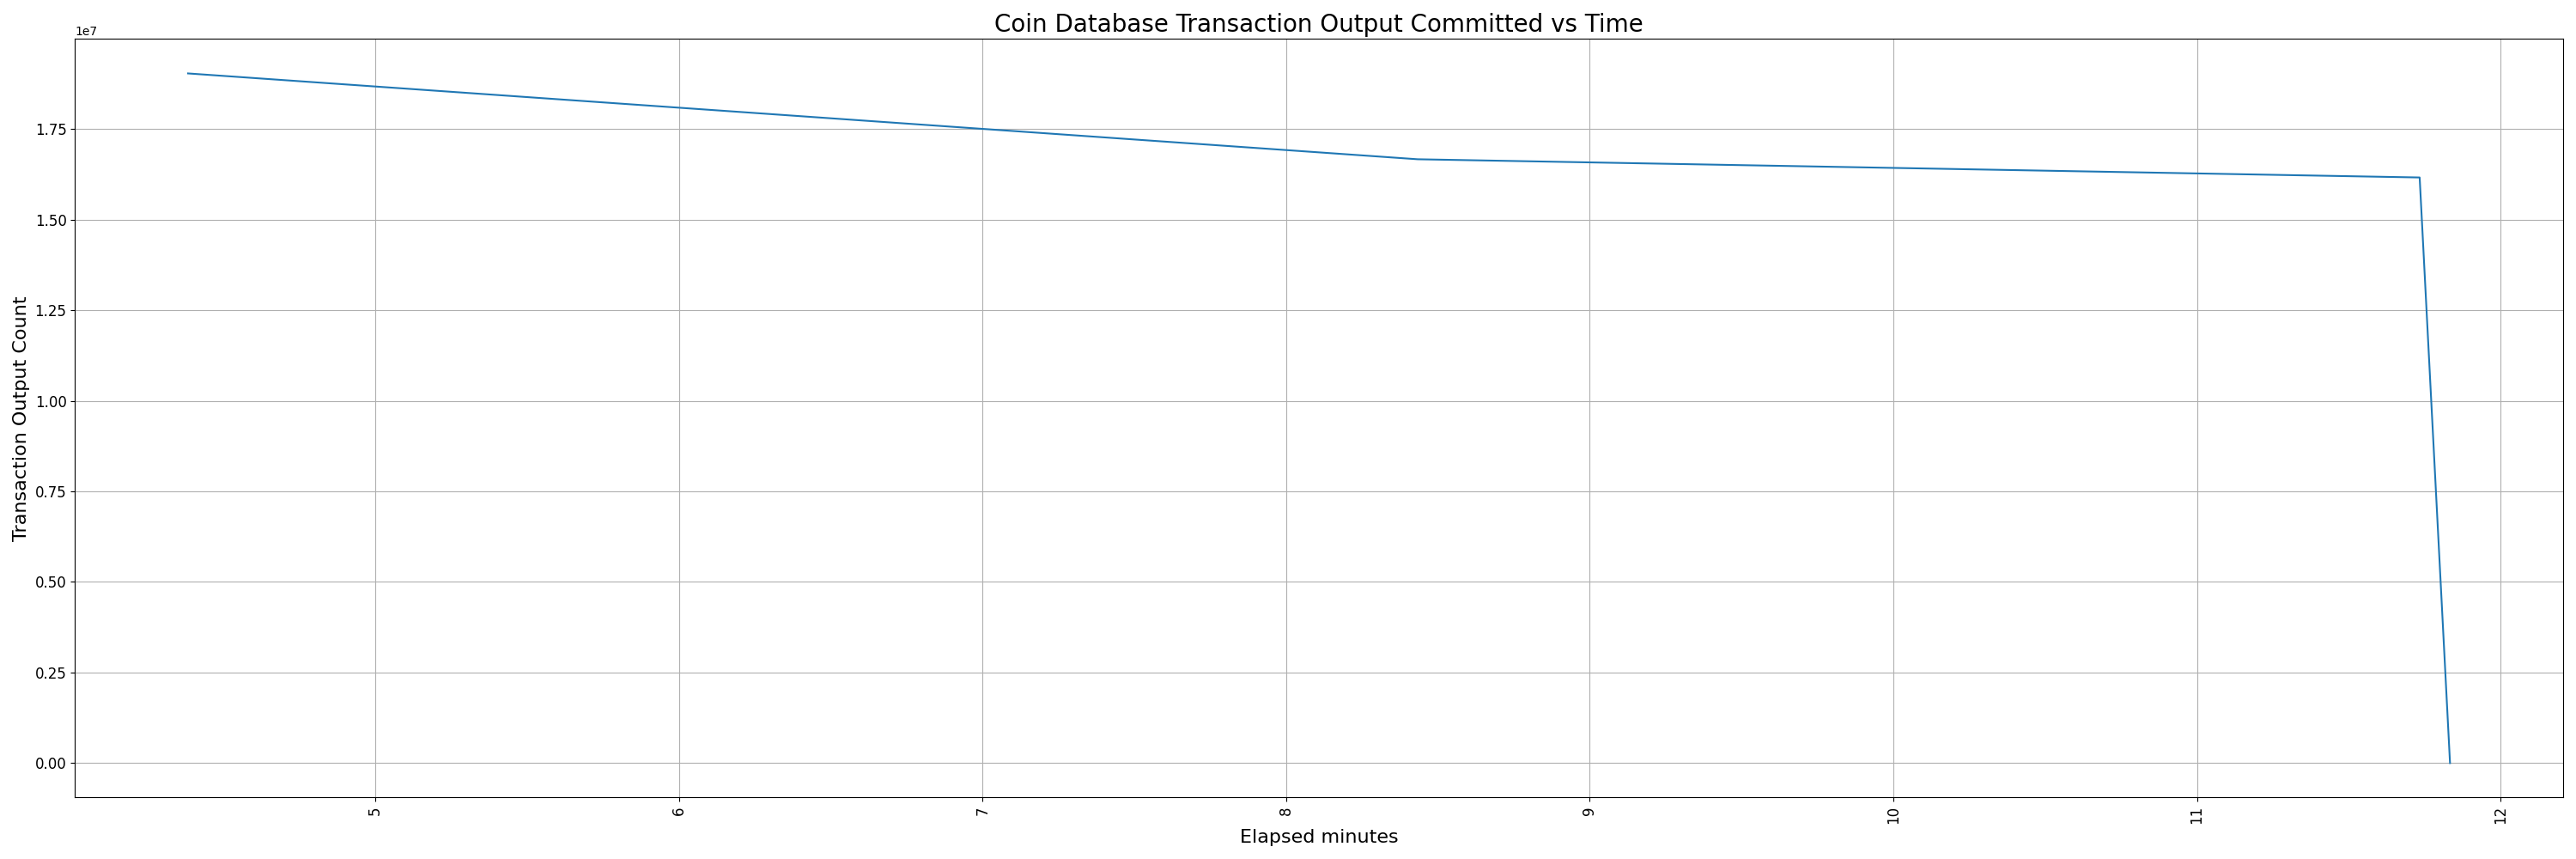 Coin Database Transaction Output Committed vs Time
1e7
1.75
1.50
1.25
1.00
0.75
0.50
0.25
0.00
Transaction Output Count
5 6 7 8 9 10 11 12
Elapsed minutes